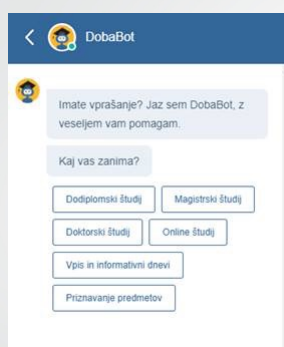 DobaBot
Imate vprašanje? Jaz sem DobaBot, z
veseljem vam pomagam.
Kaj vas zanima?
Dodiplomski študij
Magistrski študij
Doktorski študij
Online študij
Vpis in informativni dnevi
Priznavanje predmetov